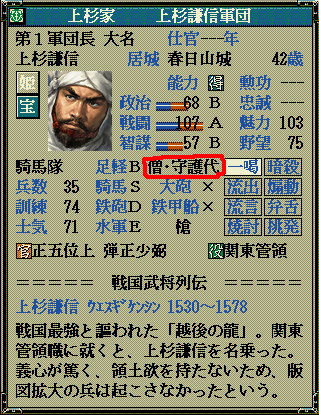 上杉家 上杉謙信軍団
第1軍団長 大名 仕官---年
上杉謙信 居城 春日山城 42歳
姫 能力 得 勲功 ---
宝 政治 68 B 忠誠 ---
戦闘 107 A 魅力 103
智謀 57 B 野望 75
騎馬隊 足軽B 僧・守護代 一喝 暗殺
兵数 35 騎馬S 大砲× 流出 煽動
訓練 74 鉄砲D 鉄甲船× 流言 弁舌
士気 71 水軍E 槍 焼討 挑発
官正五位上 弾正少弼 役関東管領
===== 戦国武将列伝 =====
上杉謙信 ウエスギケンシン 1530～1578
戦国最強と謳われた「越後の龍」。関東
管領職に就くと、上杉謙信を名乗った。
義心が篤く、領土欲を持たないため、版
図拡大の兵は起こさなかったという。